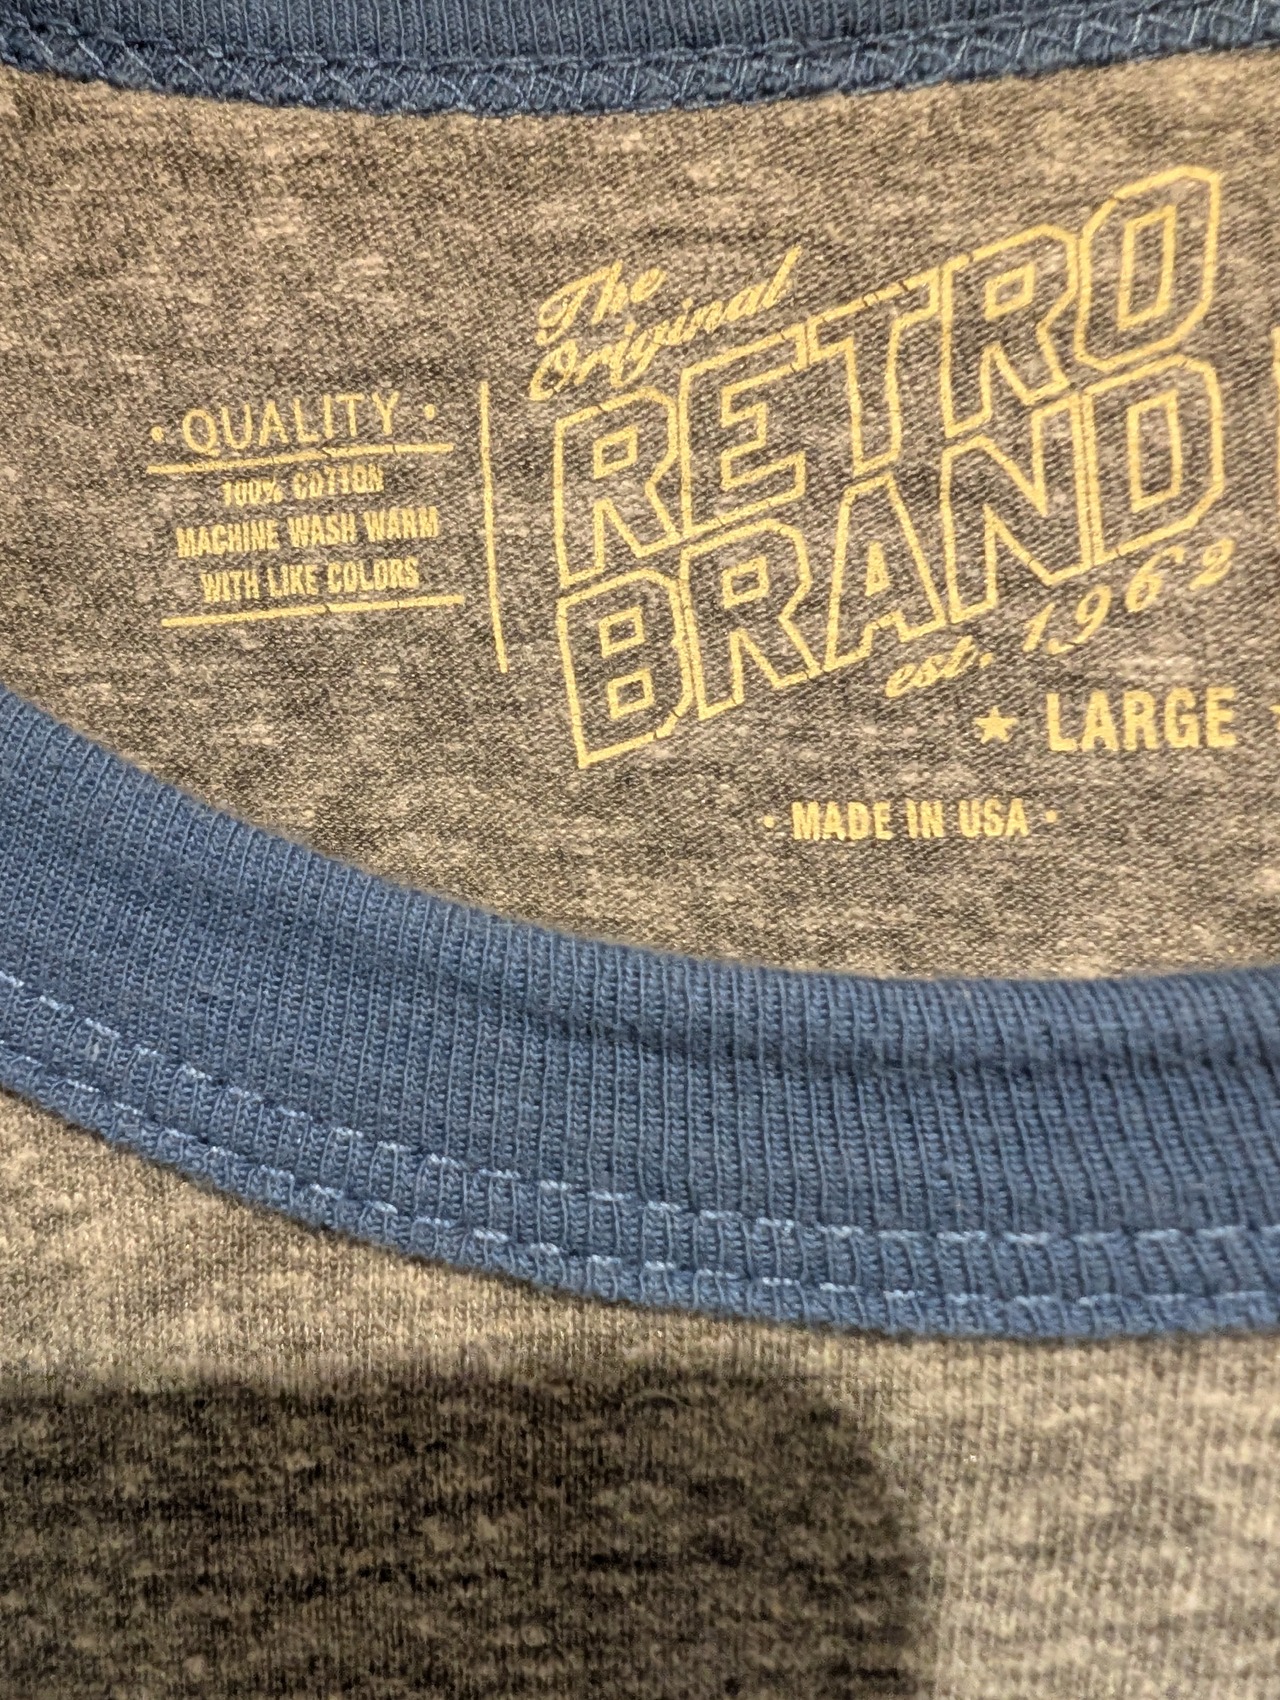 · QUALITY ·
100% COTTON
MACHINE WASH WARM
WITH LIKE COLORS
The
Original
RETRO
BRAND
est. 1962
★ LARGE
· MADE IN USA ·